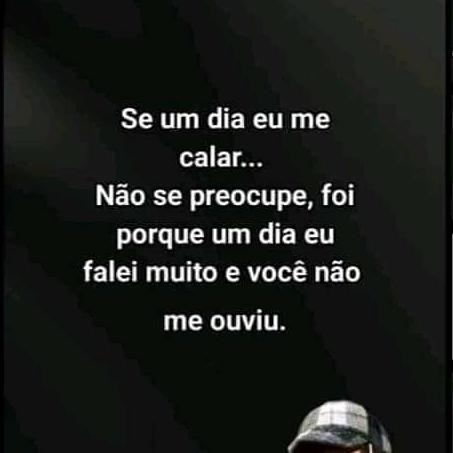 Se um dia eu me
calar...
Não se preocupe, foi
porque um dia eu
falei muito e você não
me ouviu.